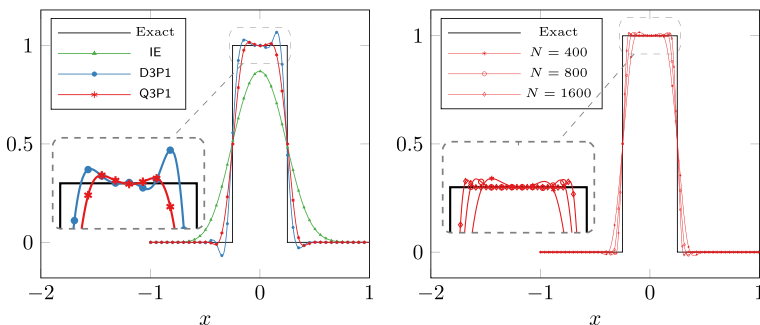 Exact
IE
D3P1
Q3P1
1
0.5
0
−2
−1
0
1
x
Exact
N = 400
N = 800
N = 1600
1
0.5
0
−2
−1
0
1
x